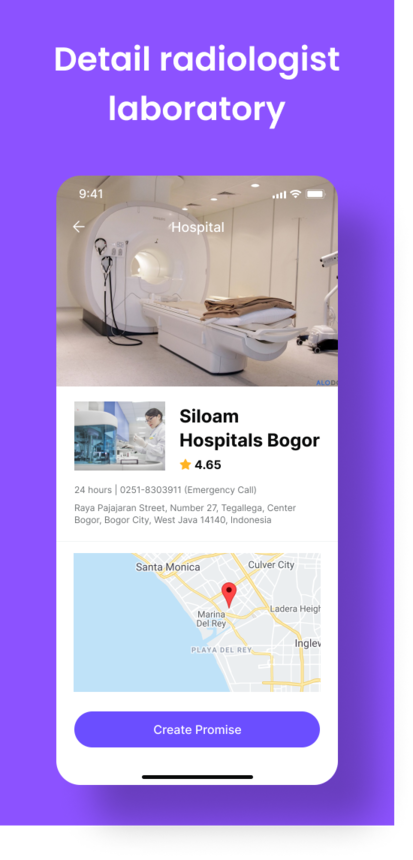 Detail radiologist
laboratory
9:41
Hospital
Siloam
Hospitals Bogor
4.65
24 hours | 0251-8303911 (Emergency Call)
Raya Pajajaran Street, Number 27, Tegallega, Center
Bogor, Bogor City, West Java 14140, Indonesia
Santa Monica
Culver City
Marina
Del Rey
Ladera Heigh
PLAYA DEL REY
Inglew
Create Promise